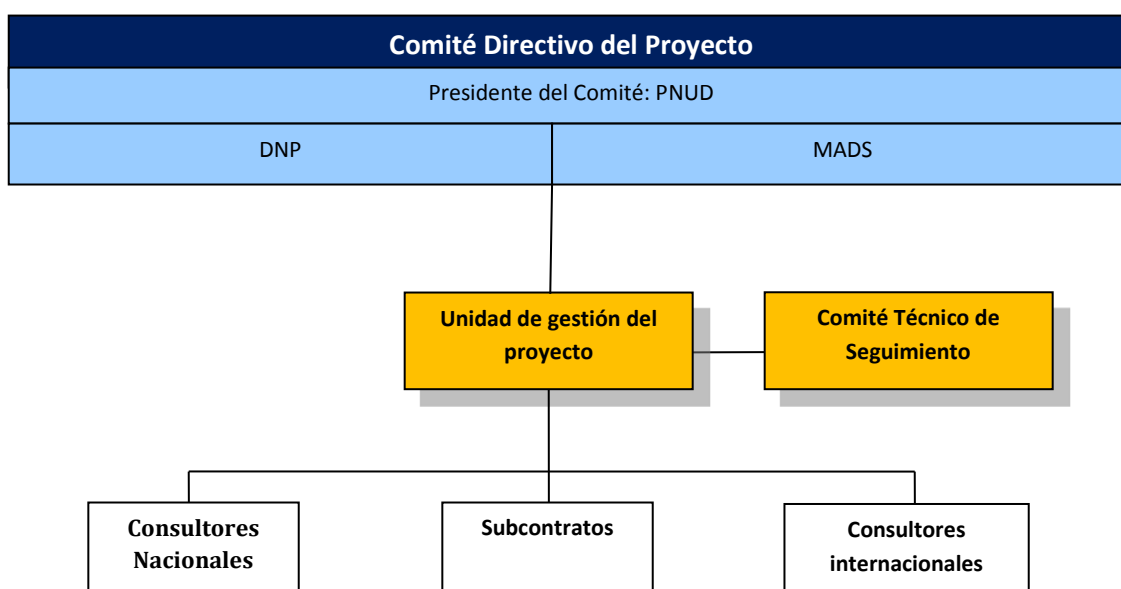 Comité Directivo del Proyecto
Presidente del Comité: PNUD
DNP
MADS
Unidad de gestión del
proyecto
Comité Técnico de
Seguimiento
Consultores
Nacionales
Subcontratos
Consultores
internacionales